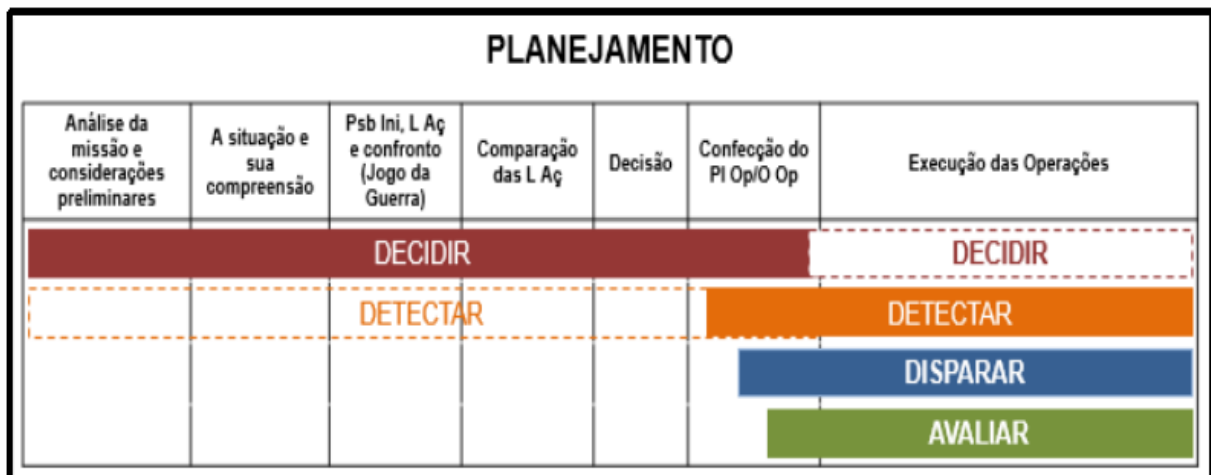 PLANEJAMENTO
Análise da
missão e
considerações
preliminares
A situação e
sua
compreensão
Psb Ini, L Aç
e confronto
(Jogo da
Guerra)
Comparação
das L Aç
Decisão
Confecção do
Pl Op/O Op
Execução das Operações
DECIDIR
DECIDIR
DETECTAR
DETECTAR
DISPARAR
AVALIAR